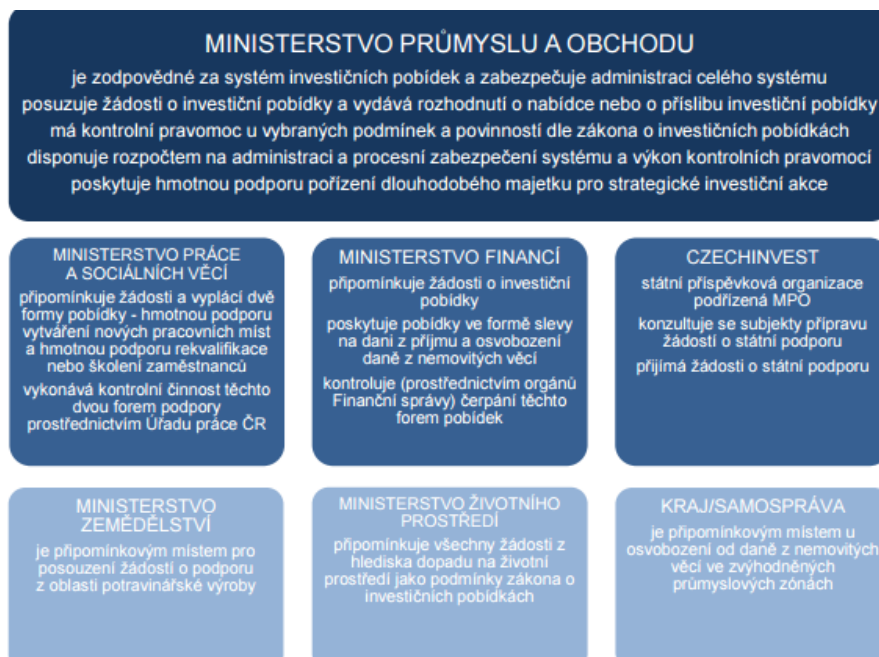 MINISTERSTVO PRŮMYSLU A OBCHODU
je zodpovědné za systém investičních pobídek a zabezpečuje administraci celého systému
posuzuje žádosti o investiční pobídky a vydává rozhodnutí o nabídce nebo o příslibu investiční pobídky
má kontrolní pravomoc u vybraných podmínek a povinností dle zákona o investičních pobídkách
disponuje rozpočtem na administraci a procesní zabezpečení systému a výkon kontrolních pravomocí
poskytuje hmotnou podporu pořízení dlouhodobého majetku pro strategické investiční akce
MINISTERSTVO PRÁCE
A SOCIÁLNÍCH VĚCÍ
připomínkuje žádosti a vyplácí dvě
formy pobídky - hmotnou podporu
vytváření nových pracovních míst
a hmotnou podporu rekvalifikace
nebo školení zaměstnanců
vykonává kontrolní činnost těchto
dvou forem podpory
prostřednictvím Úřadu práce ČR
MINISTERSTVO FINANCÍ
připomínkuje žádosti o investiční
pobídky
poskytuje pobídky ve formě slevy
na dani z příjmu a osvobození
daně z nemovitých věcí
kontroluje (prostřednictvím orgánů
Finanční správy) čerpání těchto
forem pobídek
CZECHINVEST
státní příspěvková organizace
podřízená MPO
konzultuje se subjekty přípravu
žádostí o státní podporu
přijímá žádosti o státní podporu
MINISTERSTVO
ZEMĚDĚLSTVÍ
je připomínkovým místem pro
posouzení žádostí o podporu
z oblasti potravinářské výroby
MINISTERSTVO ŽIVOTNÍHO
PROSTŘEDÍ
připomínkuje všechny žádosti z
hlediska dopadu na životní
prostředí jako podmínky zákona o
investičních pobídkách
KRAJ/SAMOSPRÁVA
je připomínkovým místem u
osvobození od daně z nemovitých
věcí ve zvýhodněných
průmyslových zónách